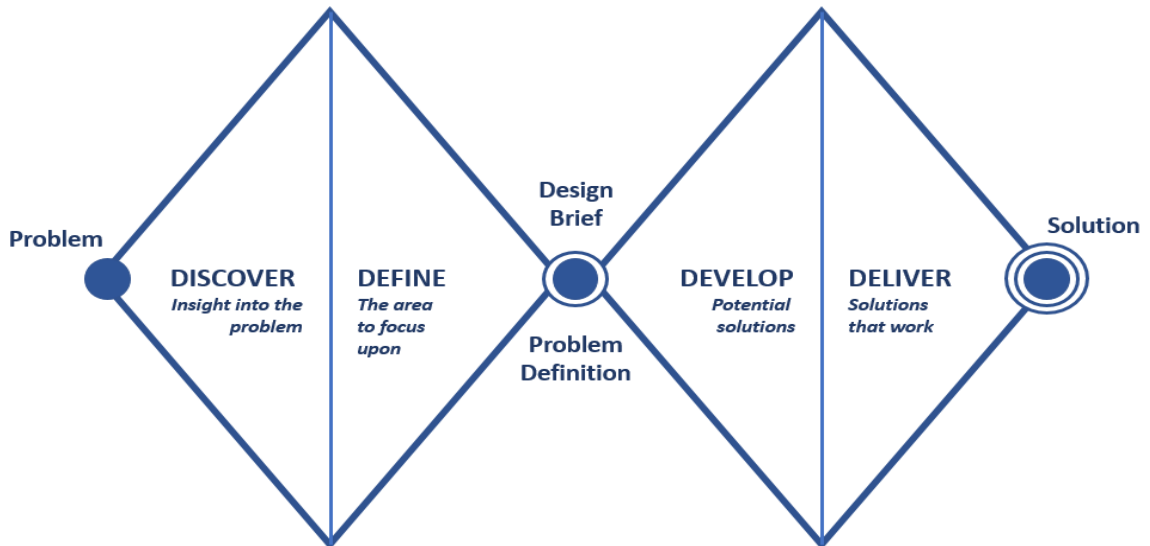 Problem
DISCOVER
Insight into the
problem
DEFINE
The area
to focus
upon
Design
Brief
Problem
Definition
DEVELOP
Potential
solutions
DELIVER
Solutions
that work
Solution